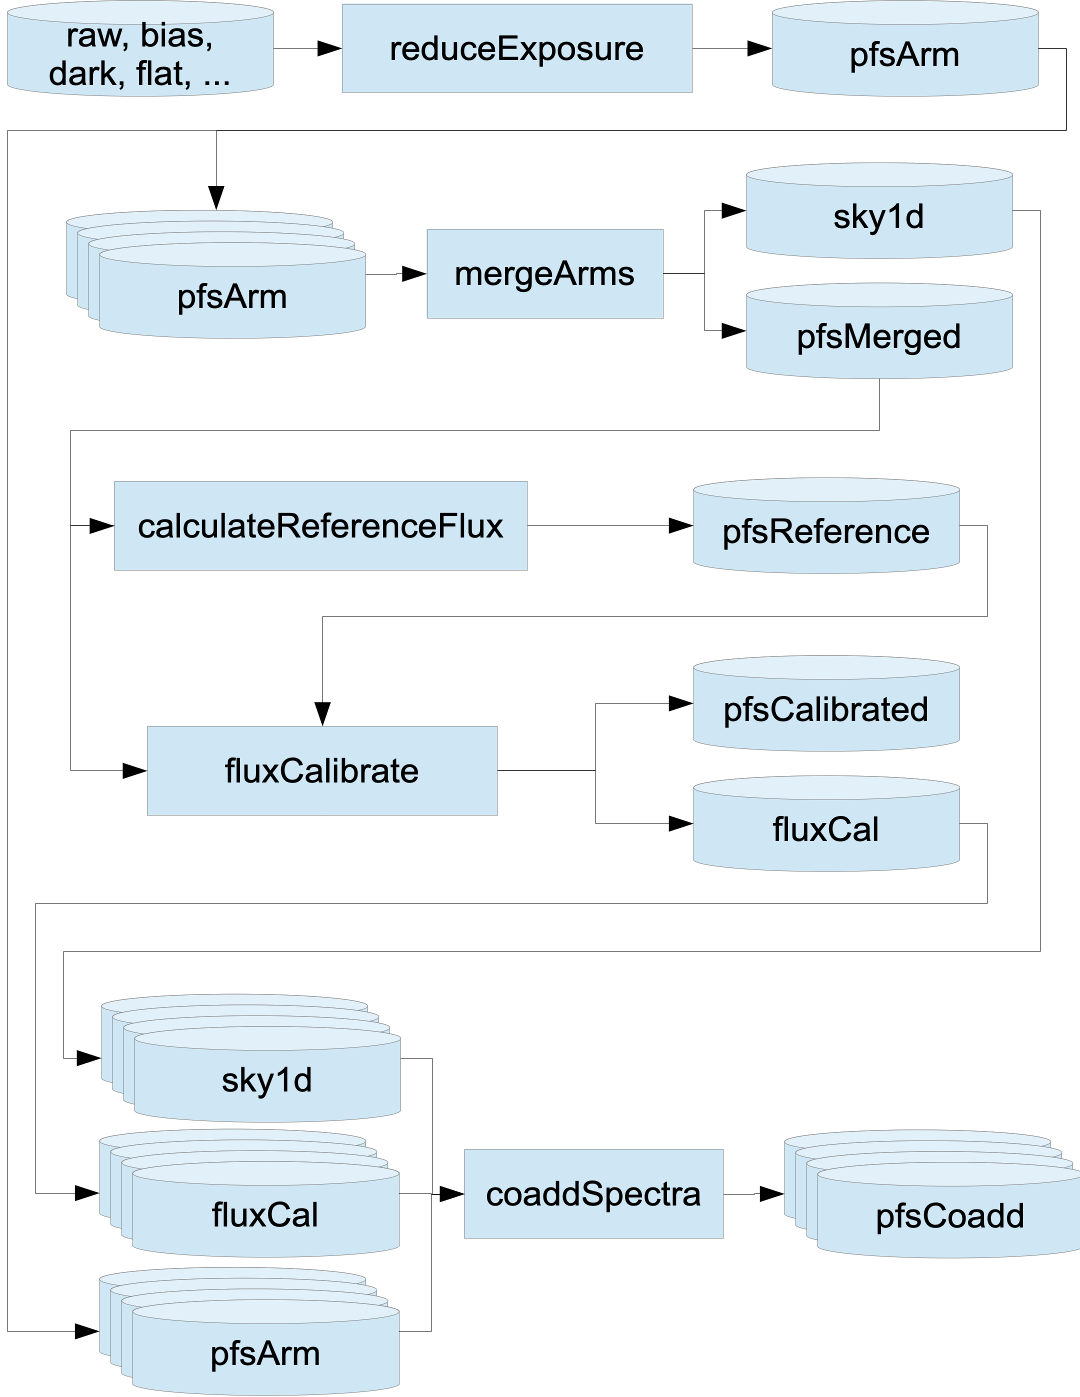 raw, bias,
dark, flat, ...
reduceExposure
pfsArm
pfsArm
mergeArms
sky1d
pfsMerged
calculateReferenceFlux
pfsReference
fluxCalibrate
pfsCalibrated
fluxCal
sky1d
fluxCal
pfsArm
coaddSpectra
pfsCoadd